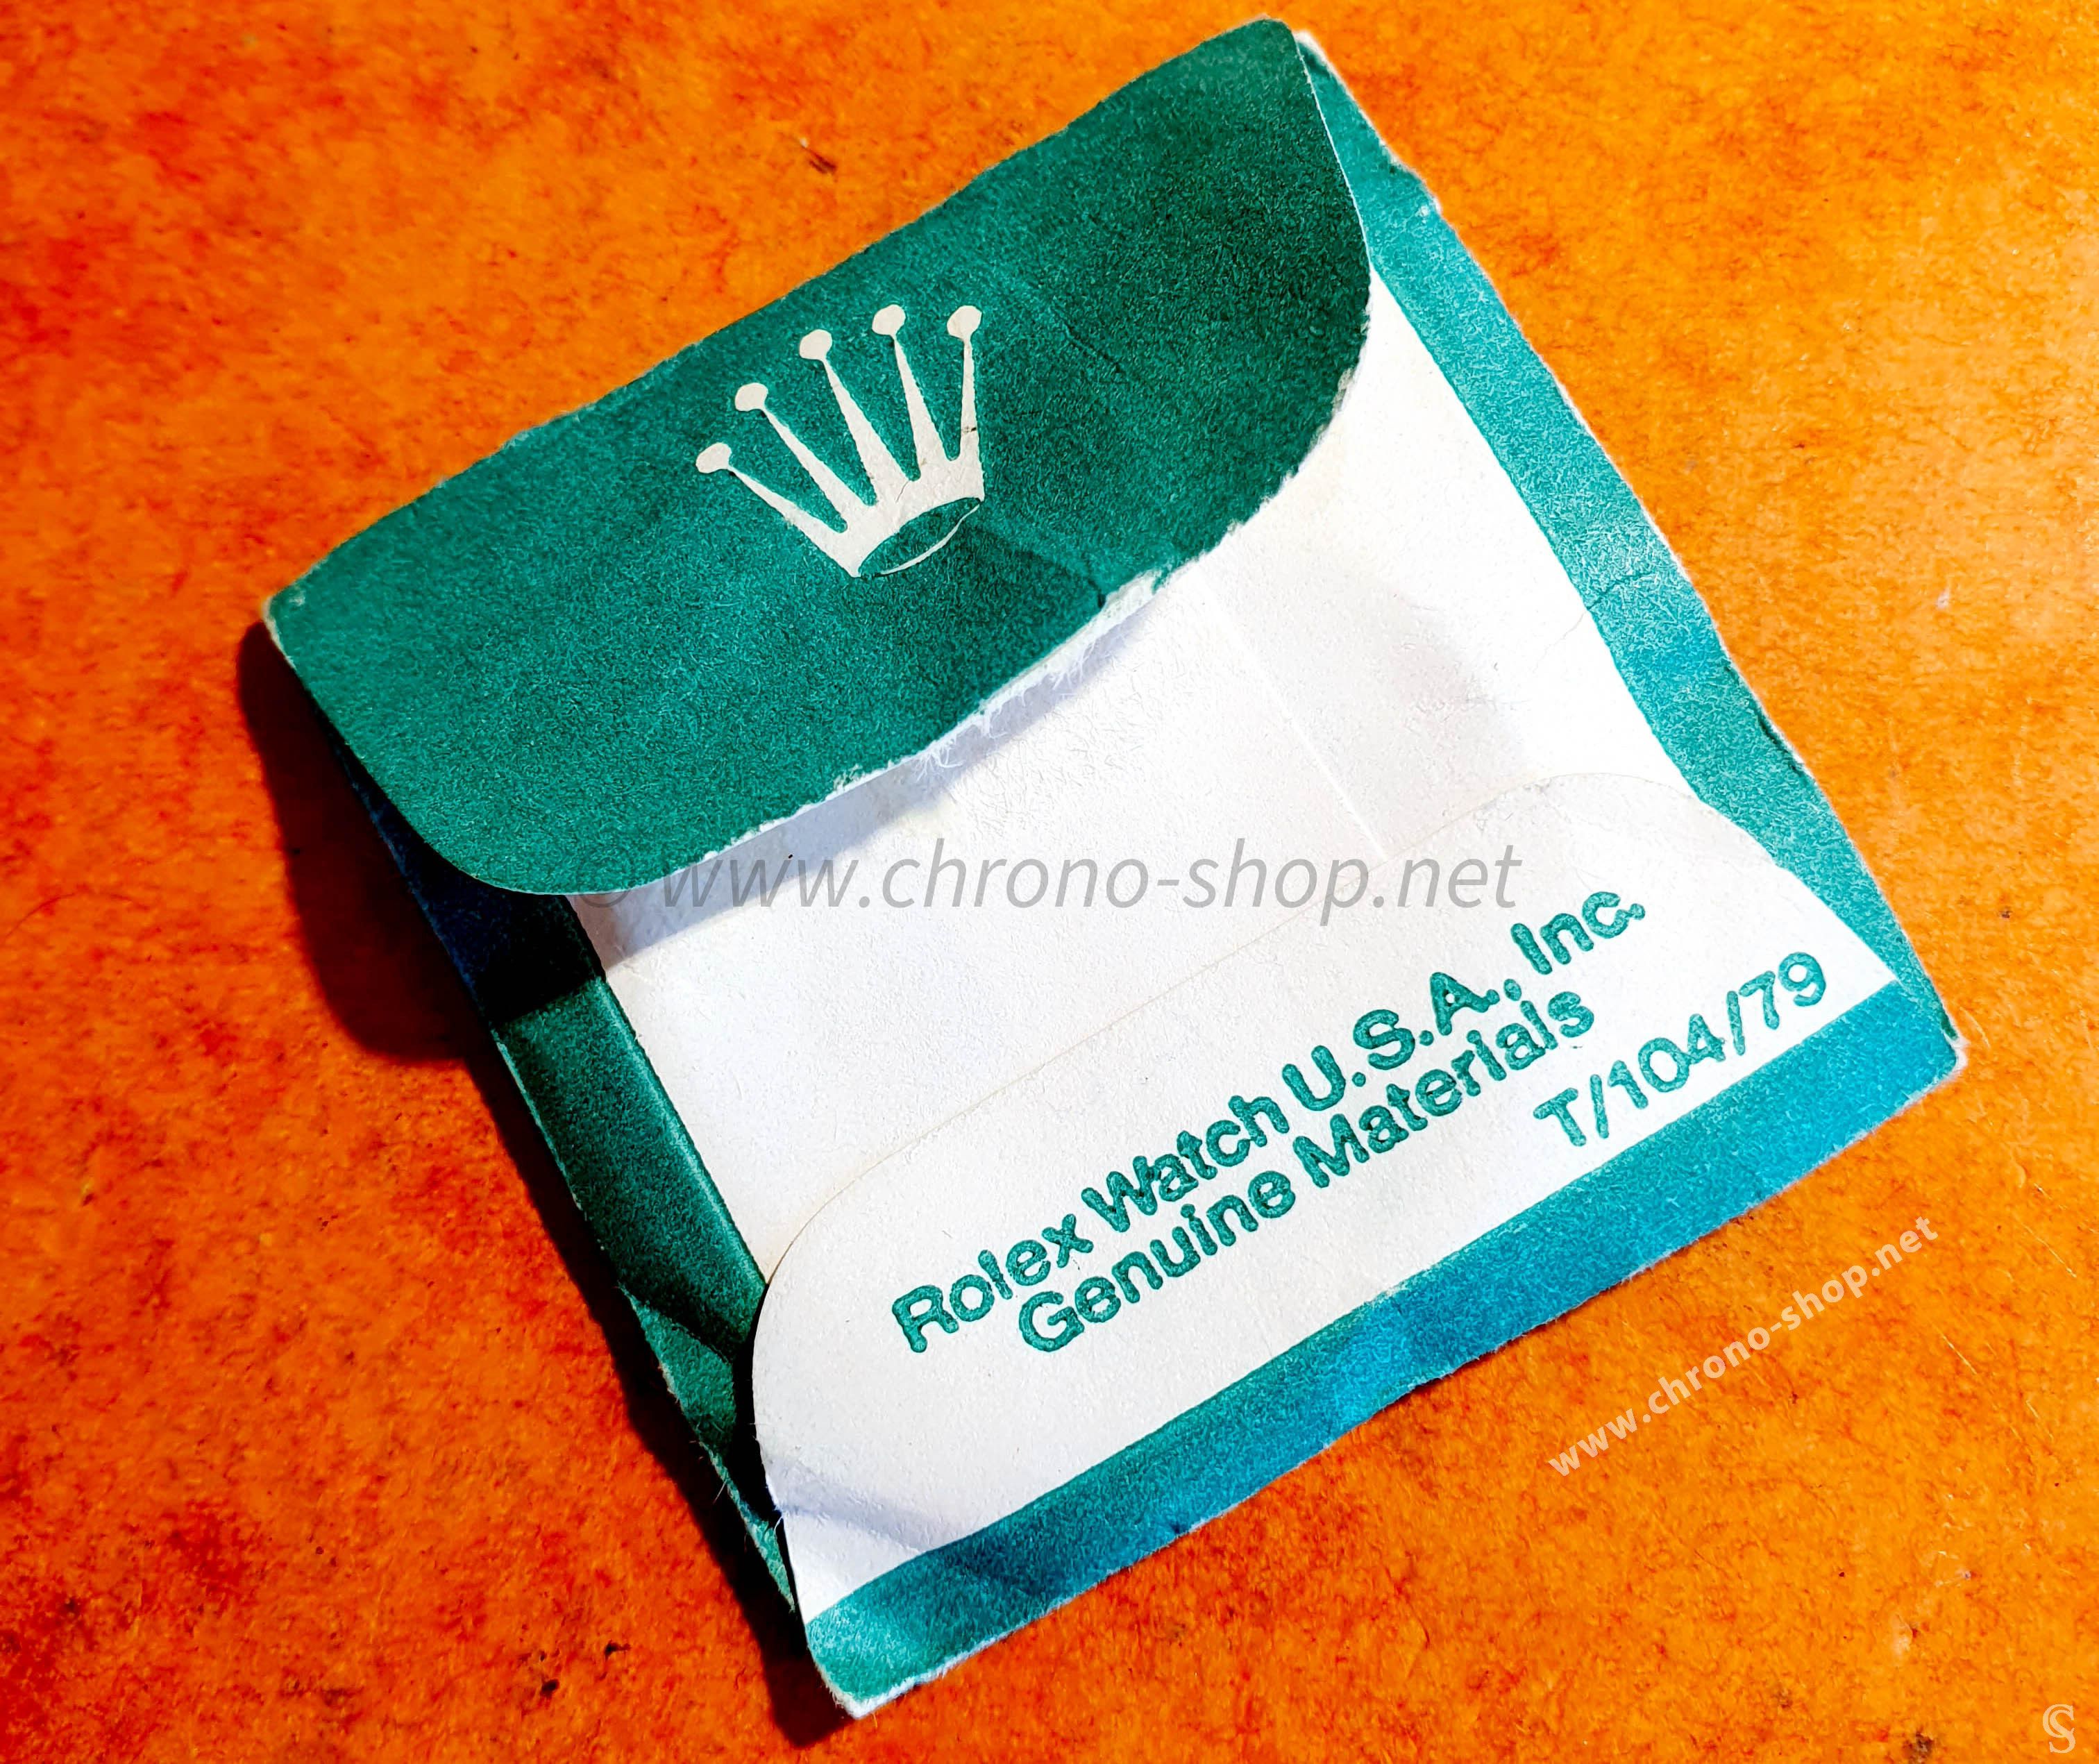 © www.chrono-shop.net
Rolex Watch U.S.A., Inc.
Genuine Materials
T/104/79
www.chrono-shop.net